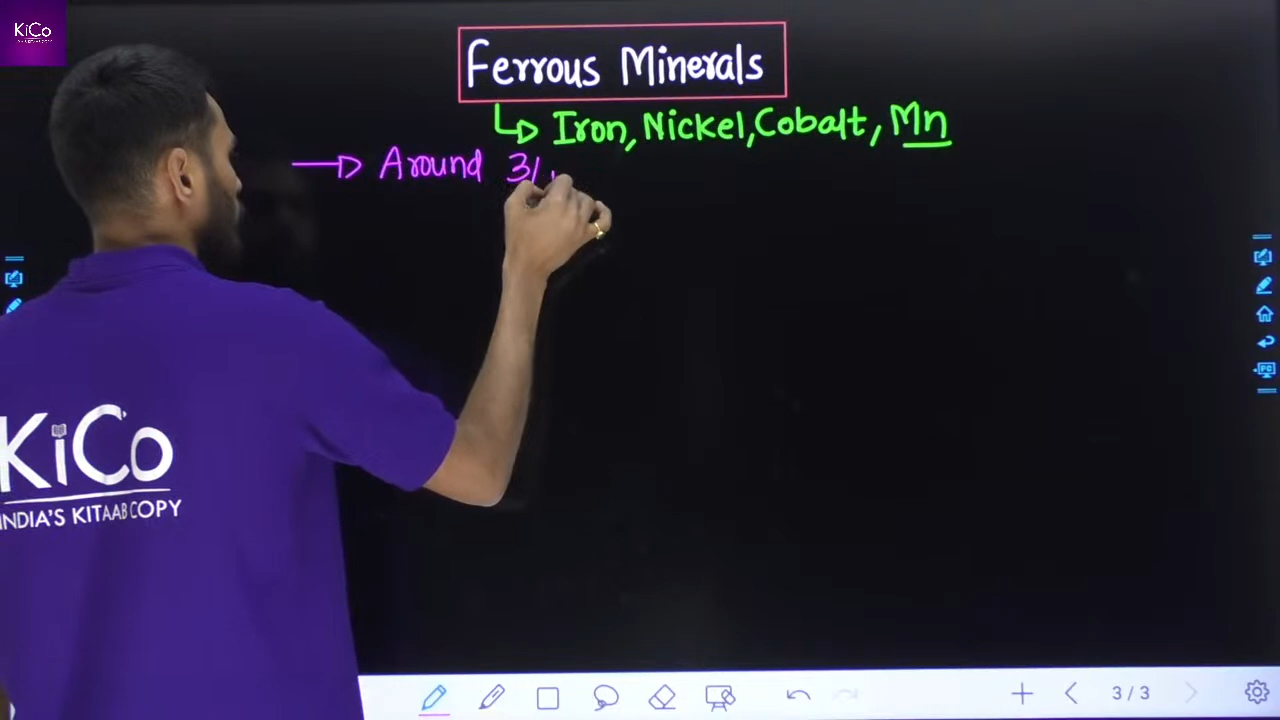 KiCo
Ferrous Minerals
Iron, Nickel, Cobalt, Mn
Around 3/
KiCo
INDIA'S KITAAB COPY
3 / 3